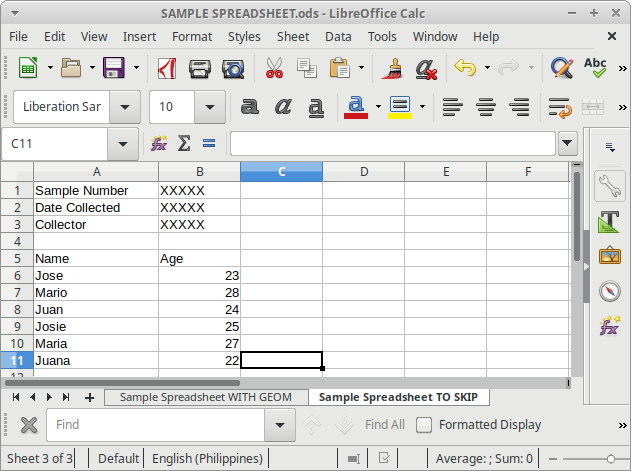 SAMPLE SPREADSHEET.ods - LibreOffice Calc
File Edit View Insert Format Styles Sheet Data Tools Window Help
Abc
Liberation Sar 10 a a a a
C11 fx Σ =
A B C D E F
1 Sample Number XXXXX
2 Date Collected XXXXX
3 Collector XXXXX
4
5 Name Age
6 Jose 23
7 Mario 28
8 Juan 24
9 Josie 25
10 Maria 27
11 Juana 22
Sample Spreadsheet WITH GEOM Sample Spreadsheet TO SKIP
Find Find All Formatted Display
Sheet 3 of 3 Default English (Philippines) Average: ; Sum: 0